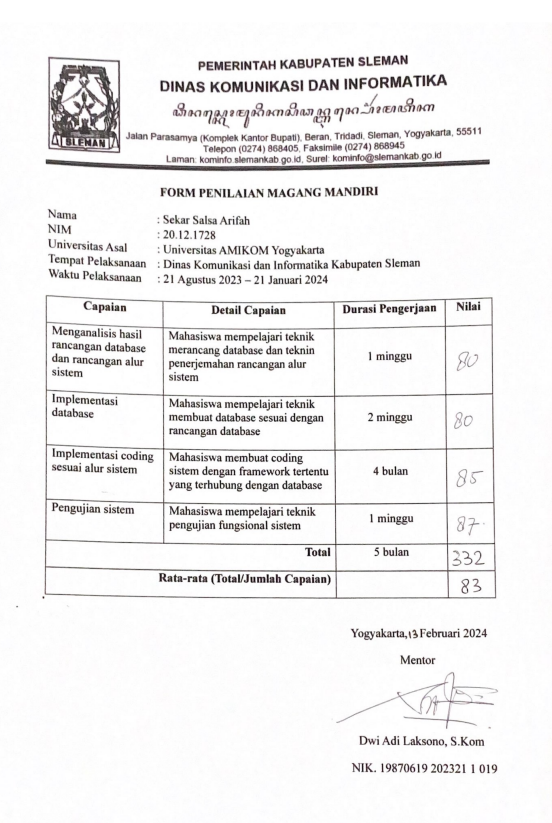 PEMERINTAH KABUPATEN SLEMAN
DINAS KOMUNIKASI DAN INFORMATIKA
SLEMAN
Jalan Parasamya (Komplek Kantor Bupati), Beran, Tridadi, Sleman, Yogyakarta, 55511
Telepon (0274) 868405, Faksimile (0274) 868945
Laman: kominfo.slemankab.go.id, Surel: kominfo@slemankab.go.id
FORM PENILAIAN MAGANG MANDIRI
Nama : Sekar Salsa Arifah
NIM : 20.12.1728
Universitas Asal : Universitas AMIKOM Yogyakarta
Tempat Pelaksanaan : Dinas Komunikasi dan Informatika Kabupaten Sleman
Waktu Pelaksanaan : 21 Agustus 2023 – 21 Januari 2024
Capaian Detail Capaian Durasi Pengerjaan Nilai
Menganalisis hasil
rancangan database
dan rancangan alur
sistem
Mahasiswa mempelajari teknik
merancang database dan teknin
penerjemahan rancangan alur
sistem
1 minggu
80
Implementasi
database
Mahasiswa mempelajari teknik
membuat database sesuai dengan
rancangan database
2 minggu
80
Implementasi coding
sesuai alur sistem
Mahasiswa membuat coding
sistem dengan framework tertentu
yang terhubung dengan database
4 bulan
85
Pengujian sistem
Mahasiswa mempelajari teknik
pengujian fungsional sistem
1 minggu
87.
Total 5 bulan 332
Rata-rata (Total/Jumlah Capaian) 83
Yogyakarta, 13 Februari 2024
Mentor
Dwi Adi Laksono, S.Kom
NIK. 19870619 202321 1 019